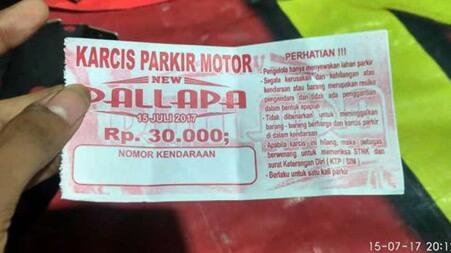 KARCIS PARKIR MOTOR
NEW
PALLAPA
15 JULI 2017
Rp. 30.000;
NOMOR KENDARAAN
PERHATIAN !!!
- Pengelola hanya menyewakan lahan parkir
- Segala kerusakan dan kehilangan atau
kendaraan atau barang merupakan resiko
pengendara dan tidak ada penggantian
dalam bentuk apapun
- Tidak dibenarkan untuk meninggalkan
barang - barang berharga dan karcis parkir
di dalam kendaraan
- Apabila karcis ini hilang, maka petugas
berwenang untuk memeriksa STNK dan
surat Keterangan Diri [ KTP | SIM ]
- Berlaku untuk satu kali parkir
15-07-17 20:1